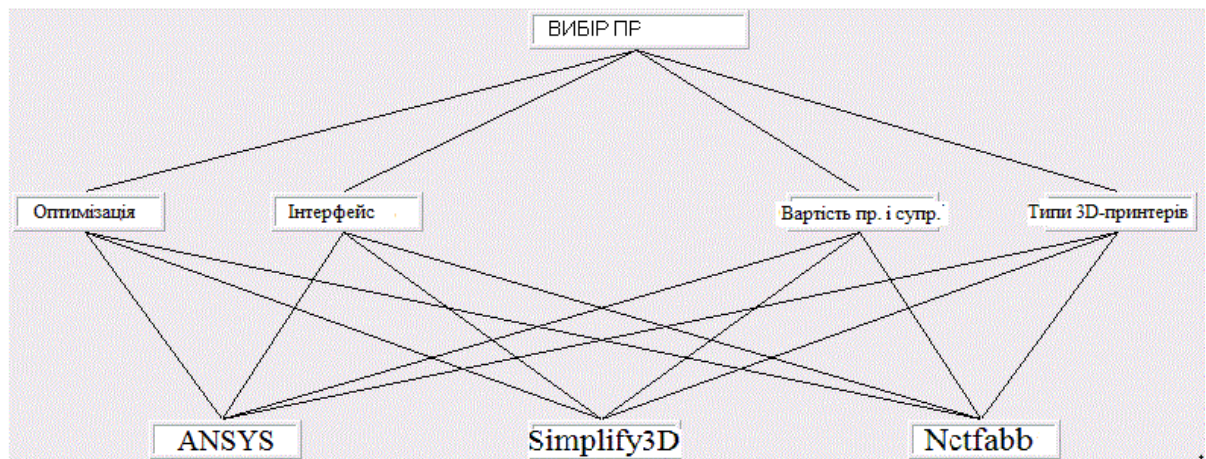 ВИБІР ПР
Оптимізація
Інтерфейс
Вартість пр. і супр.
Типи 3D-принтерів
ANSYS
Simplify3D
Nctfabb